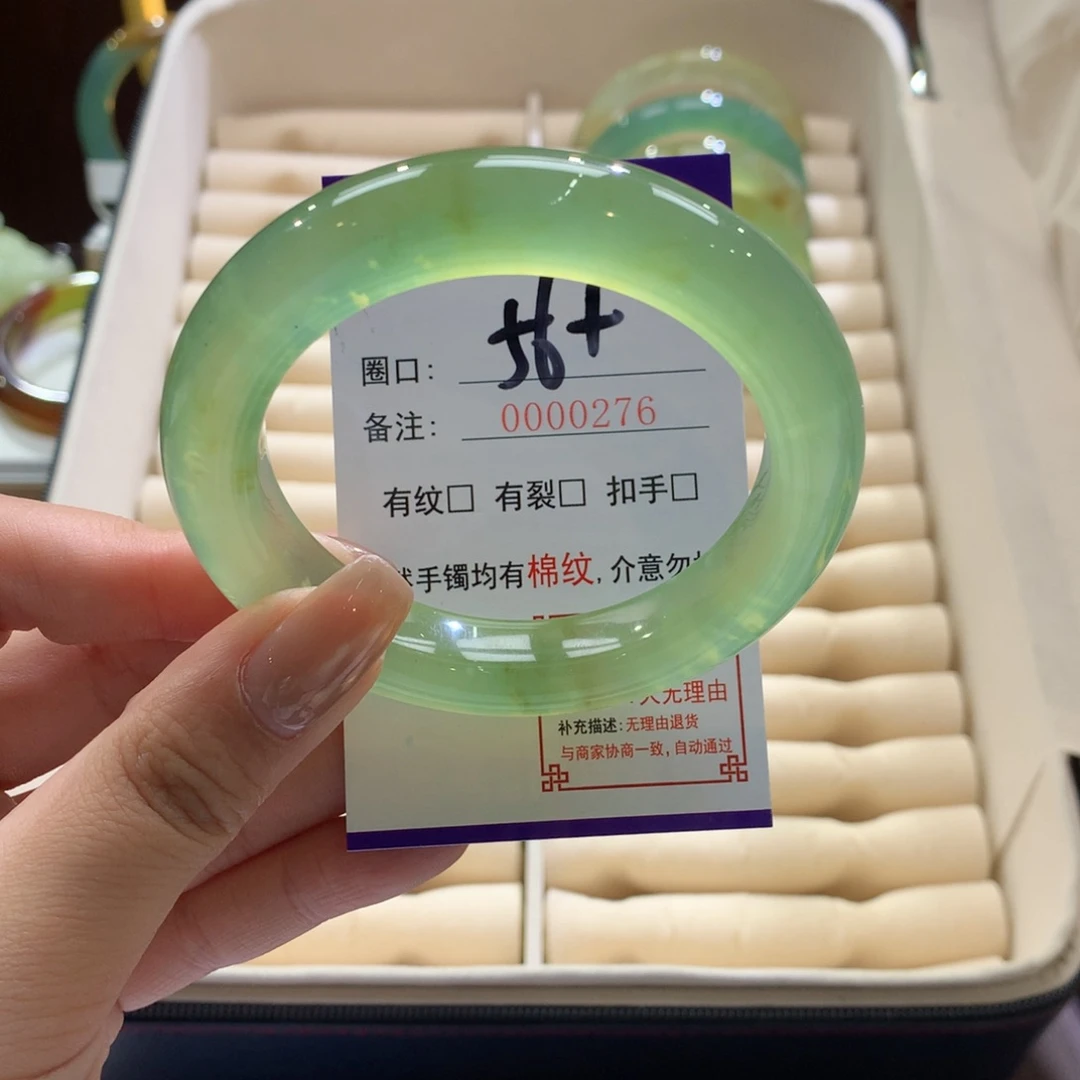 圈口: 56+
备注: 0000276
有纹□ 有裂□ 扣手□
手镯均有棉纹,介意勿
人无理由
补充描述:无理由退货
与商家协商一致,自动通过